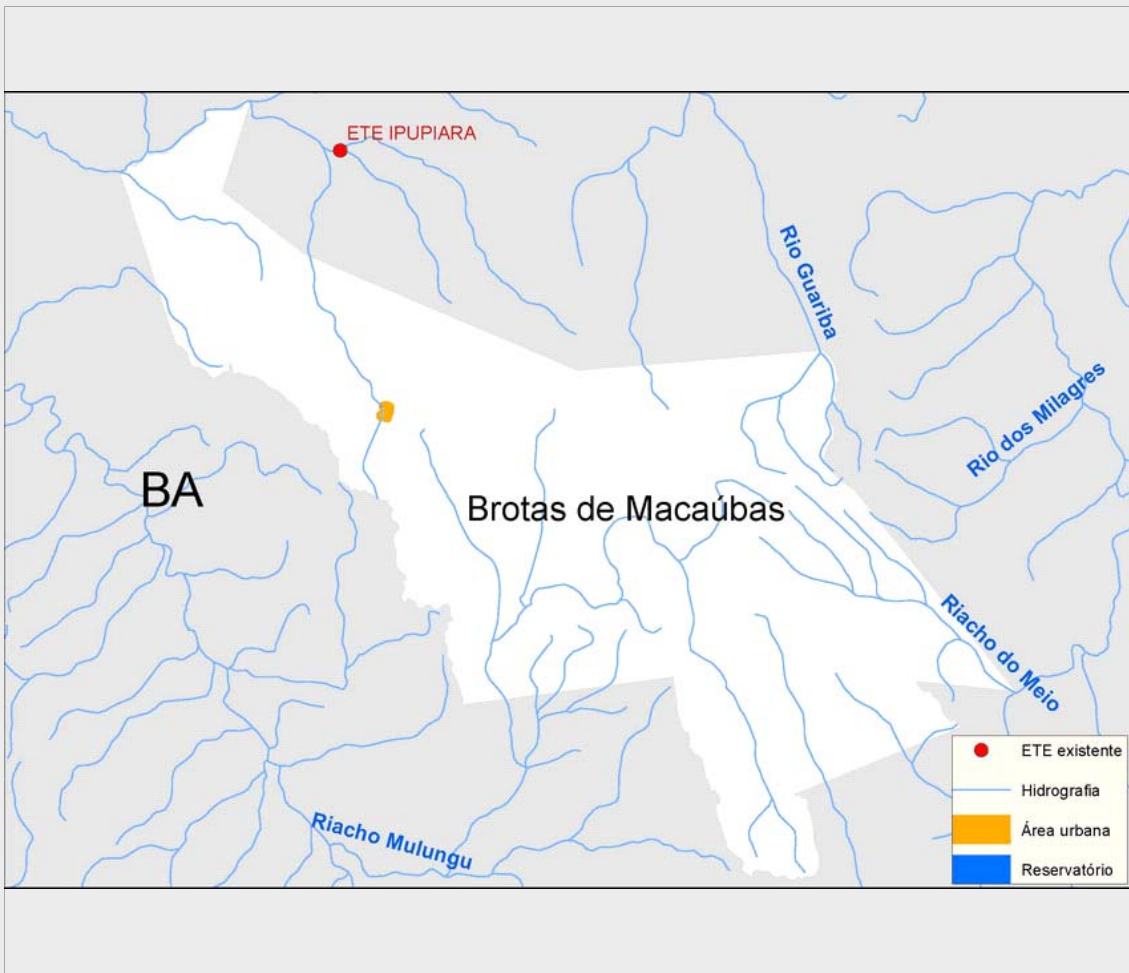 ETE IPUPIARA
Rio Guariba
Rio dos Milagres
BA
Brotas de Macaúbas
Riacho do Meio
Riacho Mulungu
ETE existente
Hidrografia
Área urbana
Reservatório